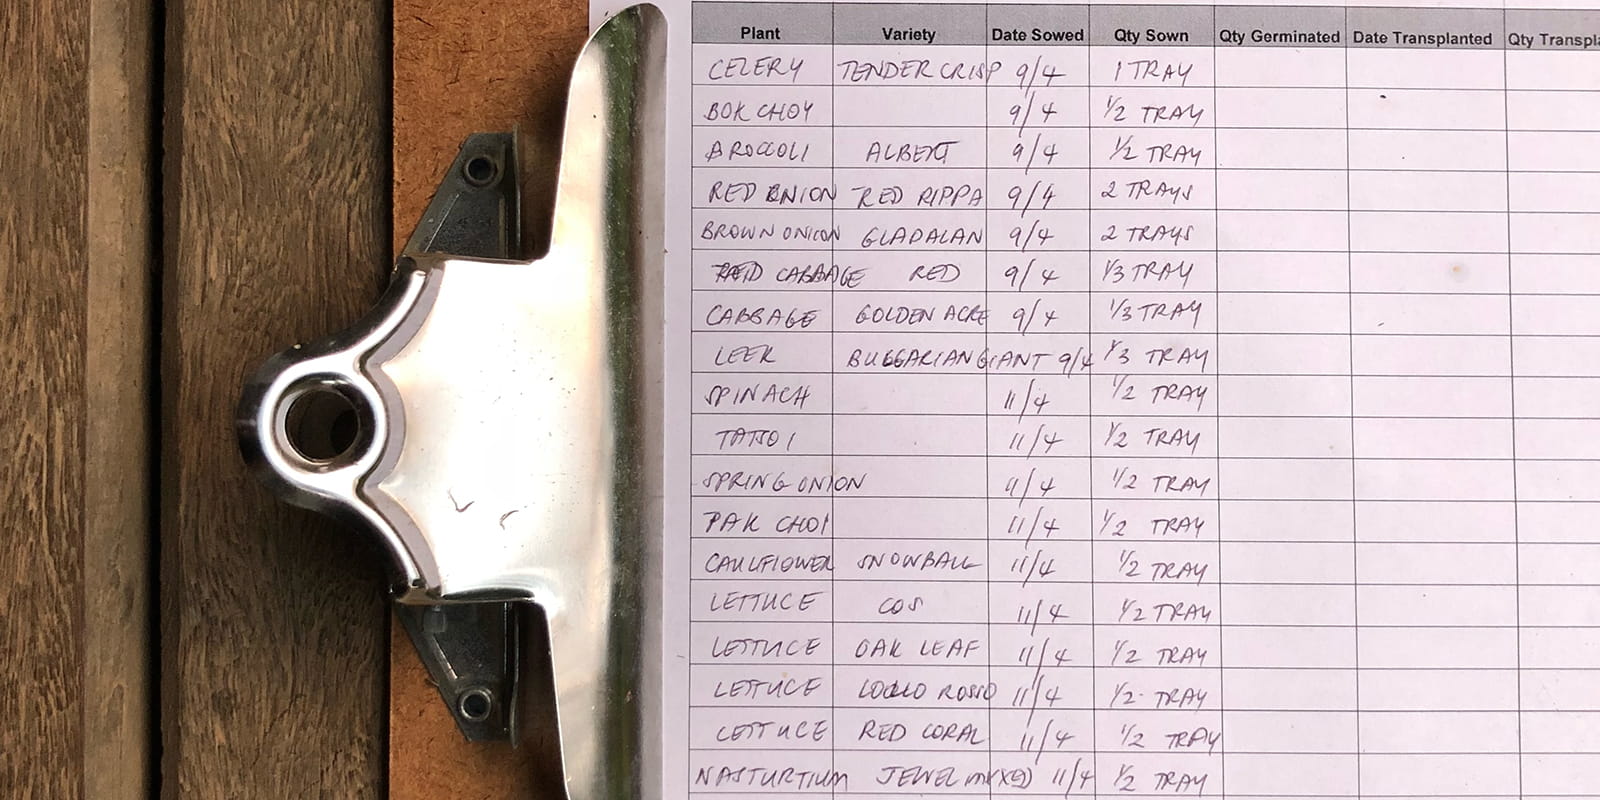 Plant Variety Date Sowed Qty Sown Qty Germinated Date Transplanted Qty Transpla
CELERY TENDER CRISP 9/4 1 TRAY
BOK CHOY 9/4 1/2 TRAY
BROCCOLI ALBERT 9/4 1/2 TRAY
RED ONION RED RIPPA 9/4 2 TRAYS
BROWN ONION GLADALAN 9/4 2 TRAYS
RED CABBAGE RED 9/4 1/3 TRAY
CABBAGE GOLDEN ACRE 9/4 1/3 TRAY
LEEK BULGARIAN GIANT 9/4 1/3 TRAY
SPINACH 11/4 1/2 TRAY
TATSOI 11/4 1/2 TRAY
SPRING ONION 9/4 1/2 TRAY
PAK CHOI 11/4 1/2 TRAY
CAULIFLOWER SNOWBALL 11/4 1/2 TRAY
LETTUCE COS 11/4 1/2 TRAY
LETTUCE OAK LEAF 11/4 1/2 TRAY
LETTUCE LOLLO ROSSO 11/4 1/2 TRAY
LETTUCE RED CORAL 11/4 1/2 TRAY
NASTURTIUM JEWEL MIXED 11/4 1/2 TRAY